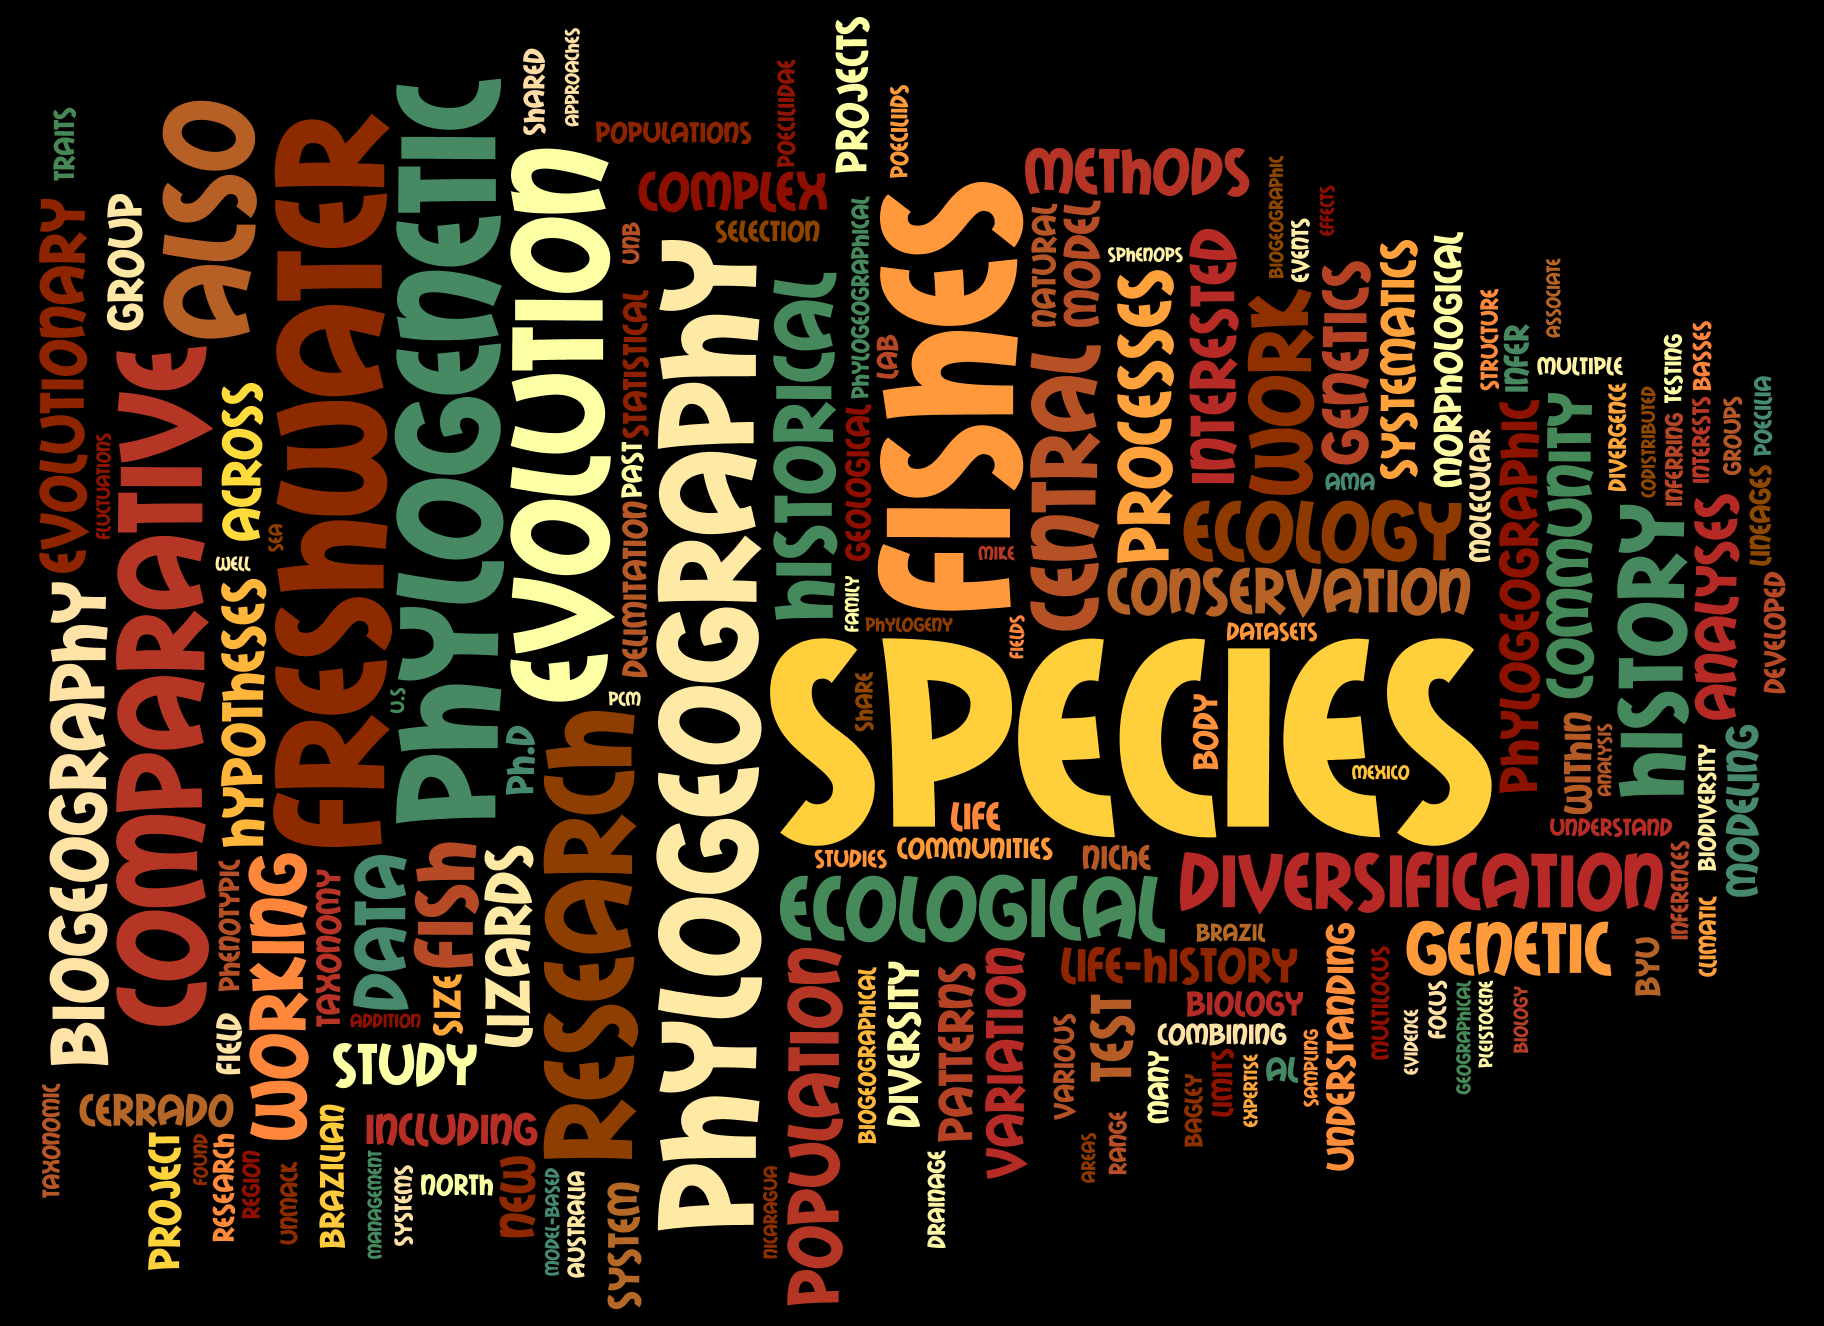 TRAITS
EVOLUTIONARY
FLUCTUATIONS
GROUP
ALSO
COMPARATIVE
BIOGEOGRAPHY
ACROSS
SEA
WELL
HYPOTHESES
FRESHWATER
PHYLOGENETIC
U.S
PH.D
EVOLUTION
SHARED
APPROACHES
POPULATIONS
POECILIIDAE
COMPLEX
SELECTION
UNB
STATISTICAL
PAST
DELIMITATION
PCM
PHYLOGEOGRAPHY
PROJECTS
POECILIIDS
PHYLOGEOGRAPHICAL
HISTORICAL
LAB
GEOLOGICAL
FAMILY
FISHES
MIKE
PHYLOGENY
FIELDS
METHODS
NATURAL
MODEL
CENTRAL
SPHENOPS
PROCESSES
INTERESTED
BIOGEOGRAPHIC
EVENTS
EFFECTS
WORK
GENETICS
AMA
SYSTEMATICS
MORPHOLOGICAL
ECOLOGY
CONSERVATION
DATASETS
STRUCTURE
MOLECULAR
INFER
ASSOCIATE
MULTIPLE
PHYLOGEOGRAPHIC
COMMUNITY
DIVERGENCE
CODISTRIBUTED
TESTING
INFERRING
BASSES
INTERESTS
GROUPS
POECILIA
LINEAGES
HISTORY
ANALYSES
DEVELOPED
WITHIN
ANALYSIS
UNDERSTAND
BIODIVERSITY
MODELING
INFERENCES
CLIMATIC
BYU
SPECIES
SHARE
BODY
MEXICO
LIFE
STUDIES
COMMUNITIES
NICHE
ECOLOGICAL
DIVERSIFICATION
BRAZIL
GENETIC
LIFE-HISTORY
BIOLOGY
COMBINING
UNDERSTANDING
MULTILOCUS
EVIDENCE
FOCUS
GEOGRAPHICAL
PLEISTOCENE
BIOLOGY
POPULATION
BIOGEOGRAPHICAL
DIVERSITY
PATTERNS
VARIATION
VARIOUS
TEST
MANY
BAGLEY
LIMITS
EXPERTISE
AL
SAMPLING
AREAS
RANGE
DRAINAGE
NICARAGUA
RESEARCH
LIZARDS
FISH
SIZE
DATA
ADDITION
TAXONOMY
WORKING
PHENOTYPIC
FIELD
STUDY
TAXONOMIC
CERRADO
PROJECT
FOUND
RESEARCH
REGION
UNMACK
BRAZILIAN
INCLUDING
MANAGEMENT
SYSTEMS
NORTH
NEW
MODEL-BASED
AUSTRALIA
SYSTEM